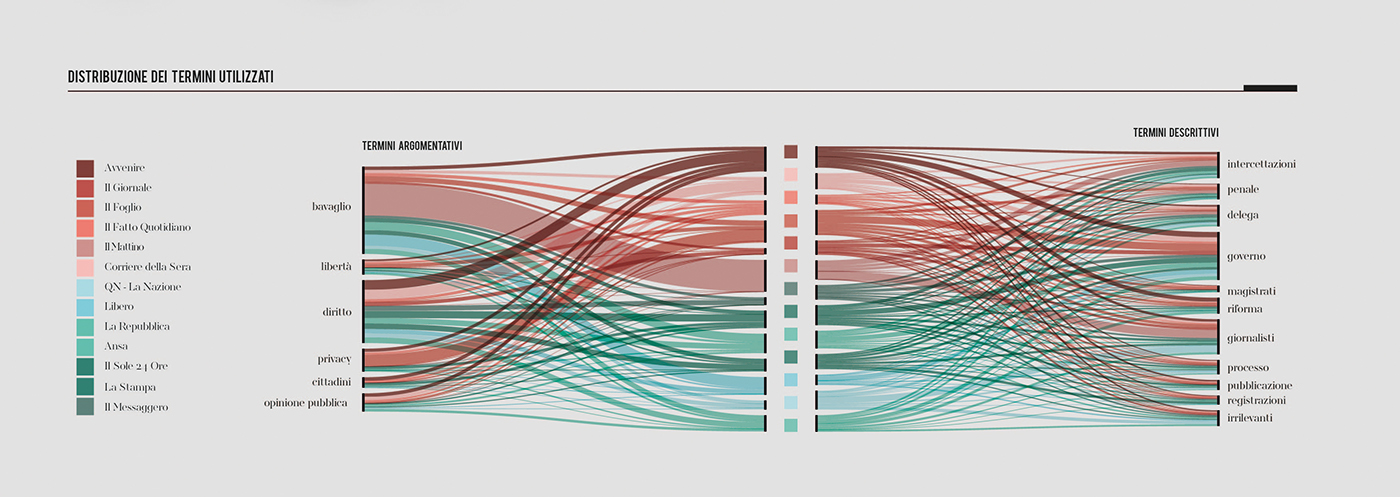 DISTRIBUZIONE DEI TERMINI UTILIZZATI
TERMINI ARGOMENTATIVI
TERMINI DESCRITTIVI
Avvenire
Il Giornale
Il Foglio
Il Fatto Quotidiano
Il Mattino
Corriere della Sera
QN - La Nazione
Libero
La Repubblica
Ansa
Il Sole 24 Ore
La Stampa
Il Messaggero
bavaglio
libertà
diritto
privacy
cittadini
opinione pubblica
intercettazioni
penale
delega
governo
magistrati
riforma
giornalisti
processo
pubblicazione
registrazioni
irrilevanti